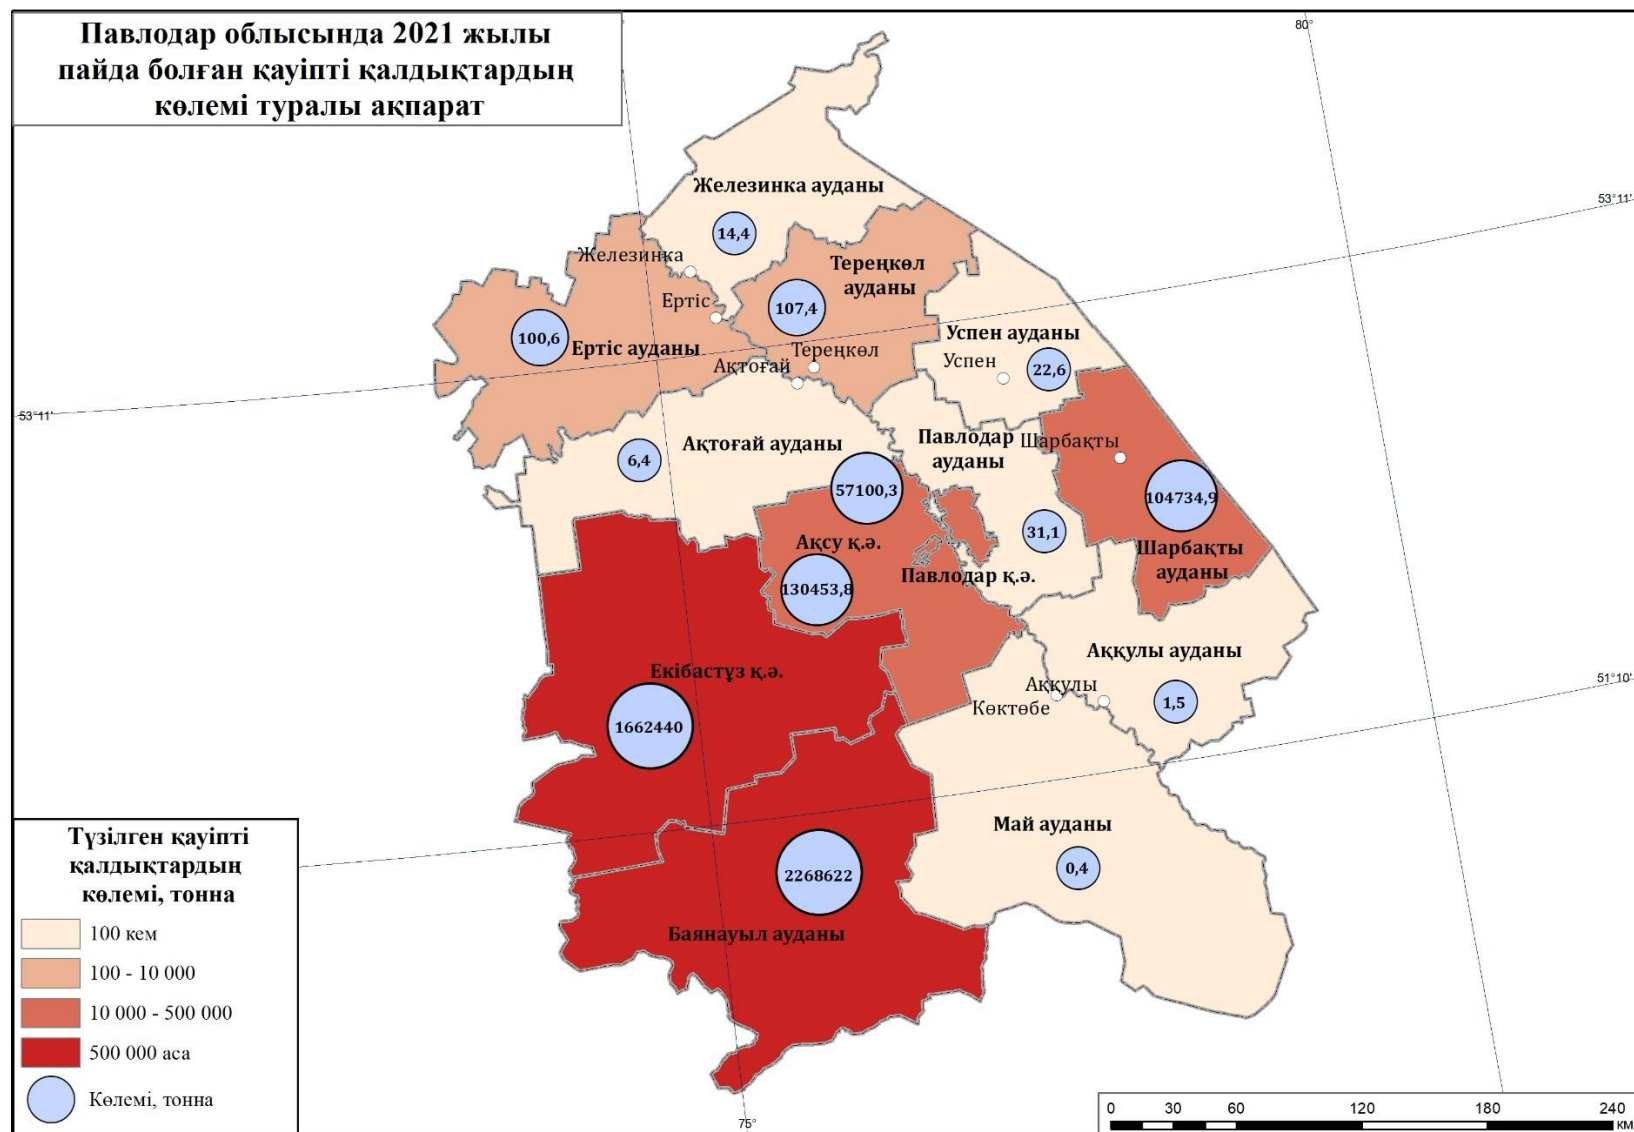 Павлодар облысында 2021 жылы
пайда болған қауіпті қалдықтардың
көлемі туралы ақпарат
80°
53°11'
Железинка ауданы
14,4
Железинка
Тереңкөл
ауданы
Ертіс
107,4
100,6
Ертіс ауданы
Успен ауданы
Тереңкөл
Ақтоғай
Успен
22,6
53°11'
Ақтоғай ауданы
Павлодар
ауданы
Шарбақты
6,4
57100,3
104734,9
31,1
Ақсу қ.ә.
Шарбақты
ауданы
Павлодар қ.ә.
130453,8
Екібастұз қ.ә.
Аққулы ауданы
51°10'
Аққулы
Көктөбе
1,5
1662440
Май ауданы
0,4
2268622
Баянауыл ауданы
Түзілген қауіпті
қалдықтардың
көлемі, тонна
100 кем
100 - 10 000
10 000 - 500 000
500 000 аса
Көлемі, тонна
75°
0 30 60 120 180 240
КМ